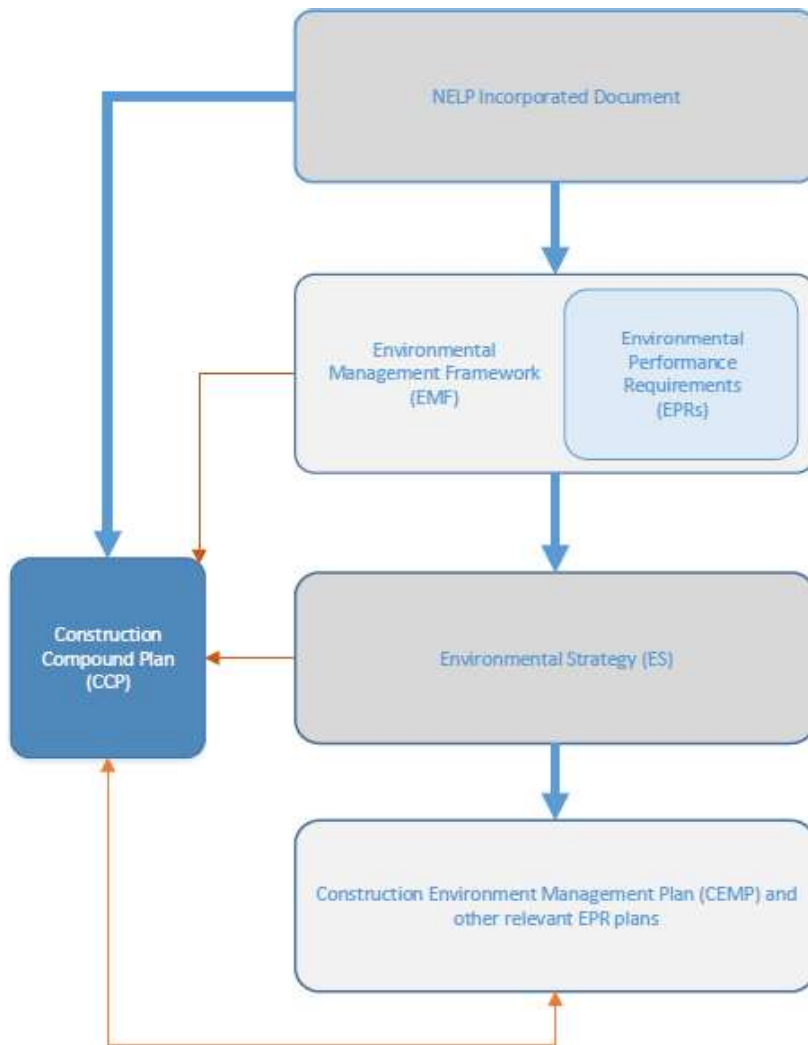 NELP Incorporated Document
Environmental
Management Framework
(EMF)
Environmental
Performance
Requirements
(EPRs)
Construction
Compound Plan
(CCP)
Environmental Strategy (ES)
Construction Environment Management Plan (CEMP) and
other relevant EPR plans